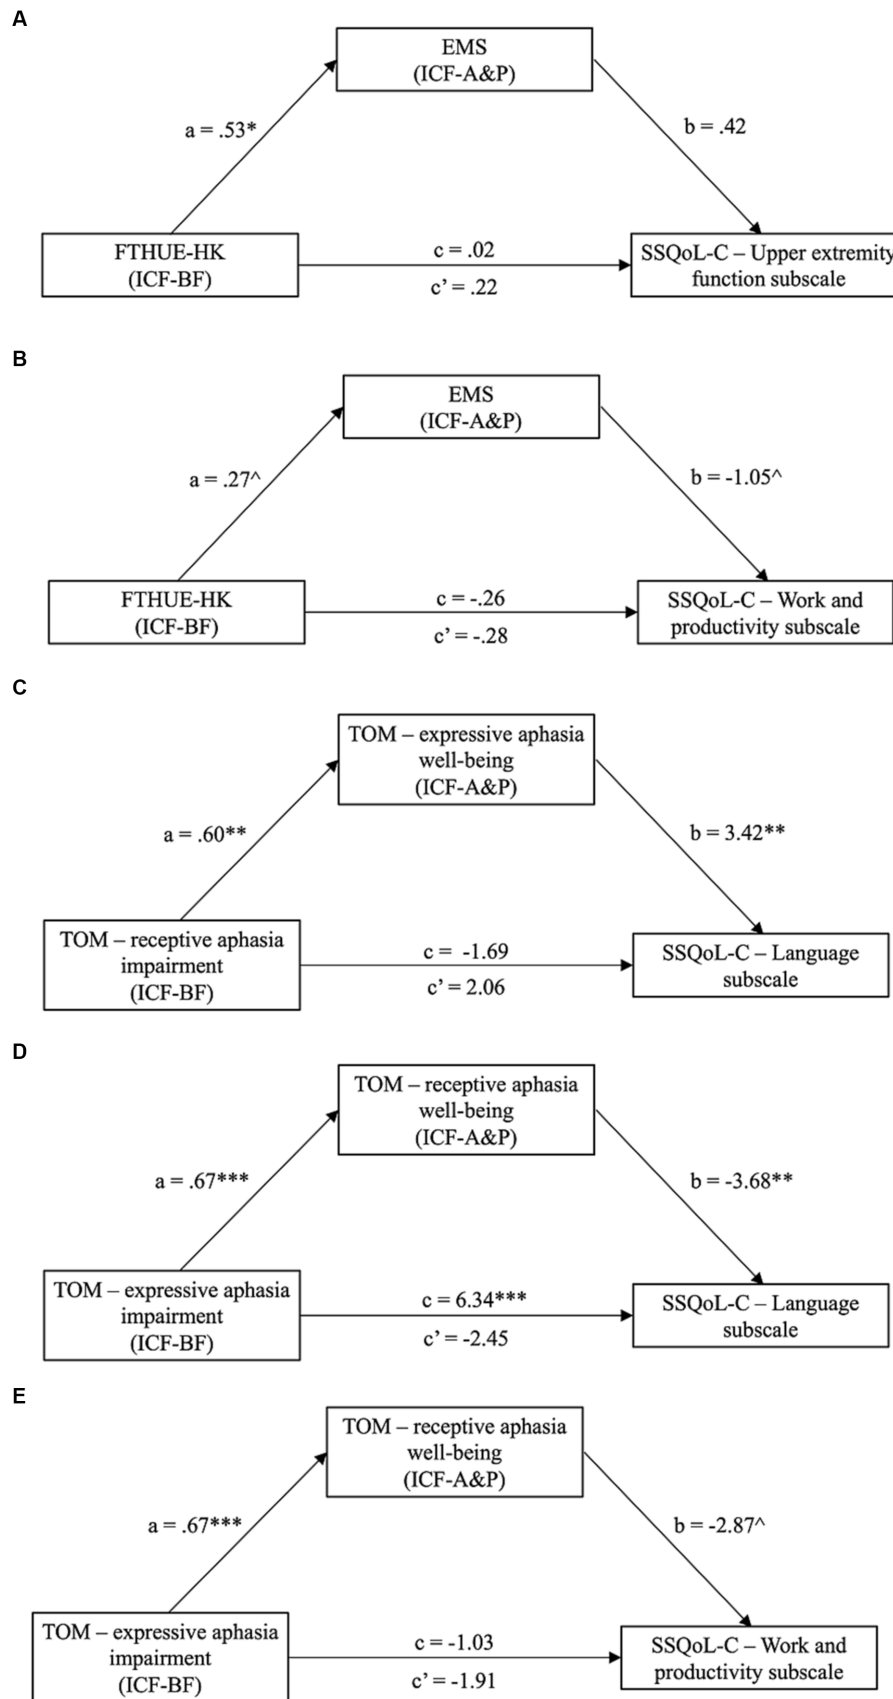 A
EMS
(ICF-A&P)
a = .53*
b = .42
FTHUE-HK
(ICF-BF)
c = .02
c’ = .22
SSQoL-C – Upper extremity
function subscale
B
EMS
(ICF-A&P)
a = .27^
b = -1.05^
FTHUE-HK
(ICF-BF)
c = -.26
c’ = -.28
SSQoL-C – Work and
productivity subscale
C
TOM – expressive aphasia
well-being
(ICF-A&P)
a = .60**
b = 3.42**
TOM – receptive aphasia
impairment
(ICF-BF)
c = -1.69
c’ = 2.06
SSQoL-C – Language
subscale
D
TOM – receptive aphasia
well-being
(ICF-A&P)
a = .67***
b = -3.68**
TOM – expressive aphasia
impairment
(ICF-BF)
c = 6.34***
c’ = -2.45
SSQoL-C – Language
subscale
E
TOM – receptive aphasia
well-being
(ICF-A&P)
a = .67***
b = -2.87^
TOM – expressive aphasia
impairment
(ICF-BF)
c = -1.03
c’ = -1.91
SSQoL-C – Work and
productivity subscale